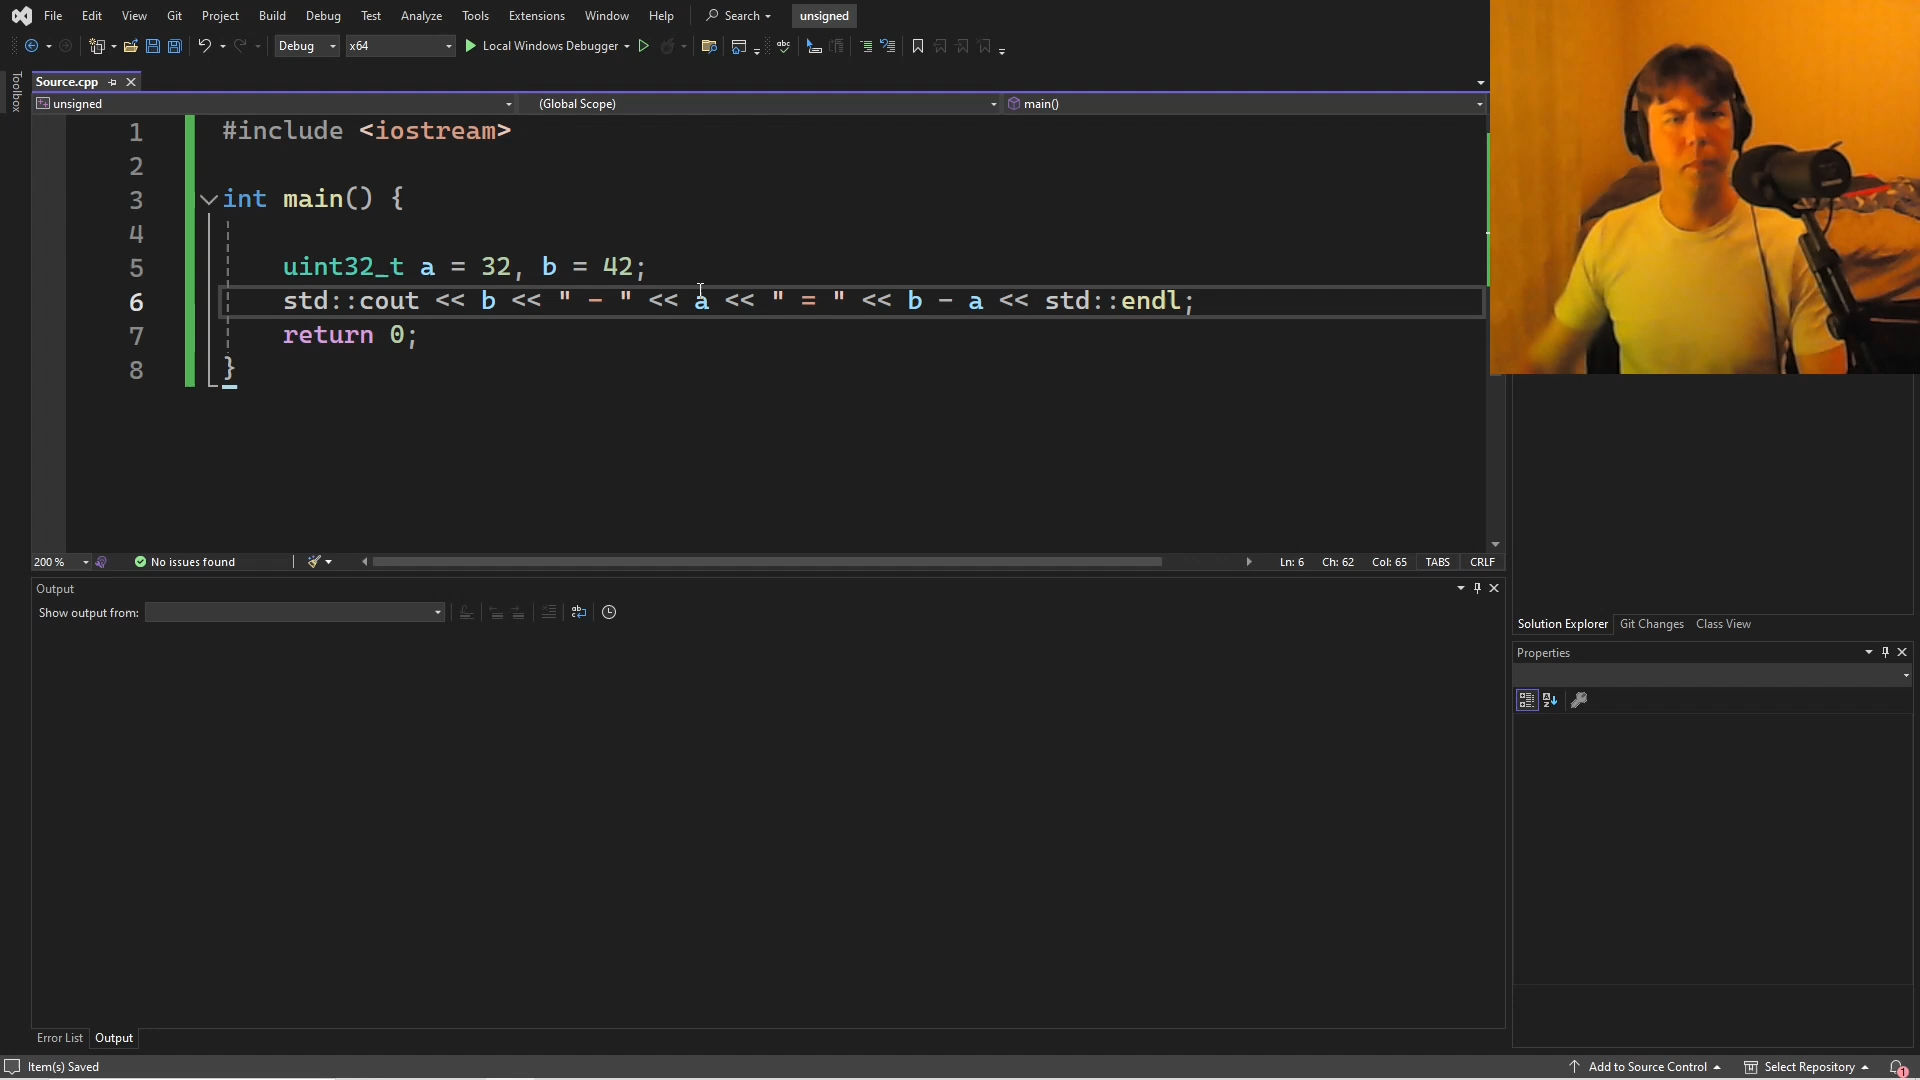 File Edit View Git Project Build Debug Test Analyze Tools Extensions Window Help Search unsigned
Debug x64 Local Windows Debugger
Toolbox
Source.cpp
unsigned (Global Scope) main()
1 #include <iostream>
2
3 int main() {
4
5 uint32_t a = 32, b = 42;
6 std::cout << b << " - " << a << " = " << b - a << std::endl;
7 return 0;
8 }
200 % No issues found Ln: 6 Ch: 62 Col: 65 TABS CRLF
Output
Show output from:
Solution Explorer Git Changes Class View
Properties
Error List Output
Item(s) Saved Add to Source Control Select Repository 1